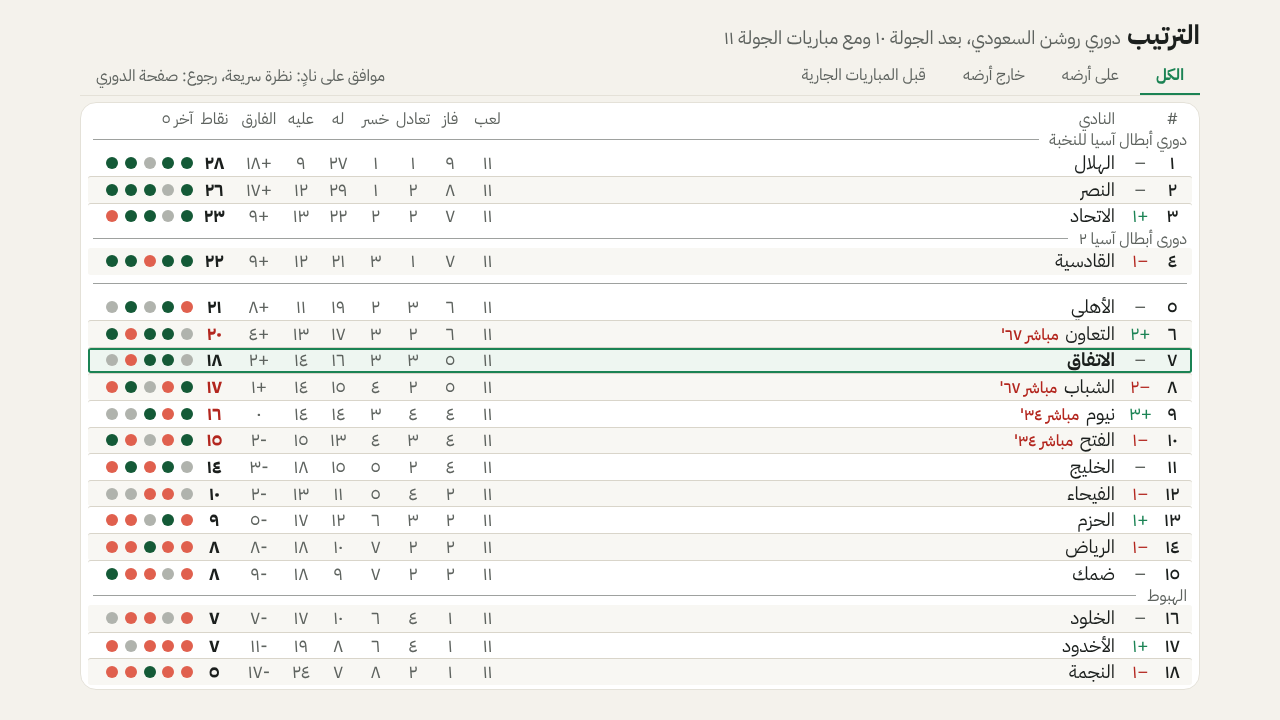 الترتيب دوري روشن السعودي، بعد الجولة ١٠ ومع مباريات الجولة ١١
الكل على أرضه خارج أرضه قبل المباريات الجارية موافق على نادٍ: نظرة سريعة، رجوع: صفحة الدوري
# النادي لعب فاز تعادل خسر له عليه الفارق نقاط آخر ٥
دوري أبطال آسيا للنخبة
١ – الهلال ١١ ٩ ١ ١ ٢٧ ٩ +١٨ ٢٨
٢ – النصر ١١ ٨ ٢ ١ ٢٩ ١٢ +١٧ ٢٦
٣ +١ الاتحاد ١١ ٧ ٢ ٢ ٢٢ ١٣ +٩ ٢٣
دوري أبطال آسيا ٢
٤ –١ القادسية ١١ ٧ ١ ٣ ٢١ ١٢ +٩ ٢٢
٥ – الأهلي ١١ ٦ ٣ ٢ ١٩ ١١ +٨ ٢١
٦ +٢ التعاون مباشر ٦٧' ١١ ٦ ٢ ٣ ١٧ ١٣ +٤ ٢٠
٧ – الاتفاق ١١ ٥ ٣ ٣ ١٦ ١٤ +٢ ١٨
٨ –٢ الشباب مباشر ٦٧' ١١ ٥ ٢ ٤ ١٥ ١٤ +١ ١٧
٩ +٣ نيوم مباشر ٣٤' ١١ ٤ ٤ ٣ ١٤ ١٤ ٠ ١٦
١٠ –١ الفتح مباشر ٣٤' ١١ ٤ ٣ ٤ ١٣ ١٥ -٢ ١٥
١١ – الخليج ١١ ٤ ٢ ٥ ١٥ ١٨ -٣ ١٤
١٢ –١ الفيحاء ١١ ٢ ٤ ٥ ١١ ١٣ -٢ ١٠
١٣ +١ الحزم ١١ ٢ ٣ ٦ ١٢ ١٧ -٥ ٩
١٤ –١ الرياض ١١ ٢ ٢ ٧ ١٠ ١٨ -٨ ٨
١٥ – ضمك ١١ ٢ ٢ ٧ ٩ ١٨ -٩ ٨
الهبوط
١٦ – الخلود ١١ ١ ٤ ٦ ١٠ ١٧ -٧ ٧
١٧ +١ الأخدود ١١ ١ ٤ ٦ ٨ ١٩ -١١ ٧
١٨ –١ النجمة ١١ ١ ٢ ٨ ٧ ٢٤ -١٧ ٥